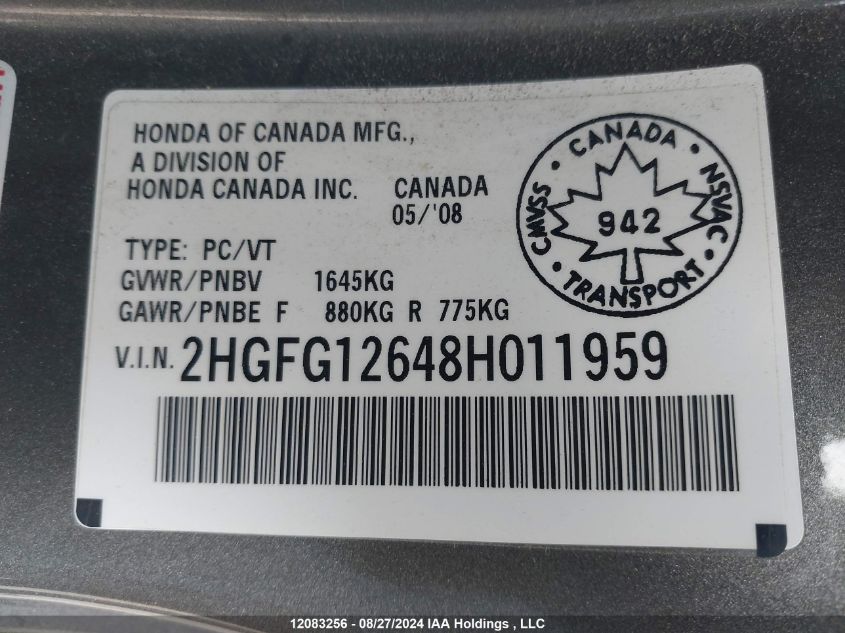 HONDA OF CANADA MFG.,
A DIVISION OF
HONDA CANADA INC. CANADA
05/'08
TYPE: PC/VT
GVWR/PNBV 1645KG
GAWR/PNBE F 880KG R 775KG
V.I.N. 2HGFG12648H011959
• CANADA •
CMVSS
942
NSVAC
• TRANSPORT •
12083256 - 08/27/2024 IAA Holdings , LLC